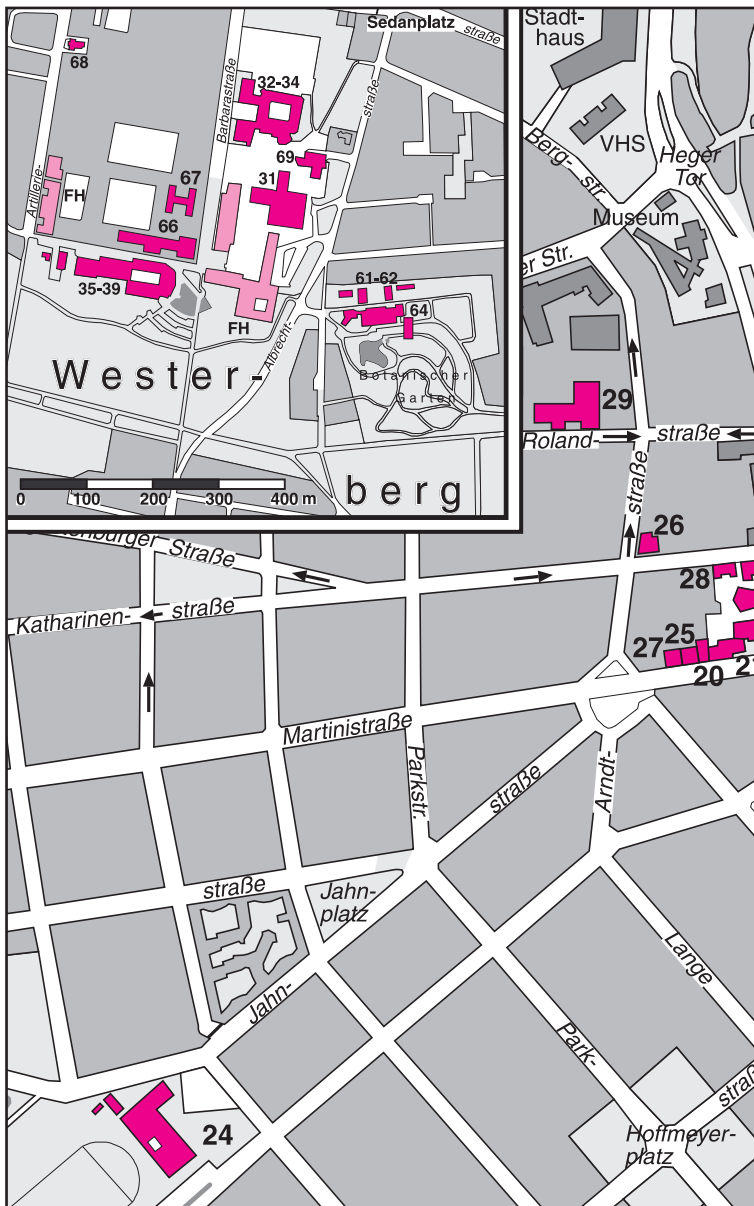 Sedanplatz
straße
68
Artillerie-
Barbarastraße
32-34
straße
69
31
67
FH
66
35-39
FH
61-62
64
Albrecht-
Wester-
Botanischer
Garten
berg
0 100 200 300 400 m
Stadt-
haus
VHS
Berg-
str.
Heger
Tor
Museum
er Str.
29
Roland-
straße
straße
26
burger Straße
28
Katharinen-
straße
27
25
20
Martinistraße
Parkstr.
straße
Arndt-
straße
Jahn-
platz
Jahn-
Lange
Park-
straß
Hoffmeyer-
platz
24